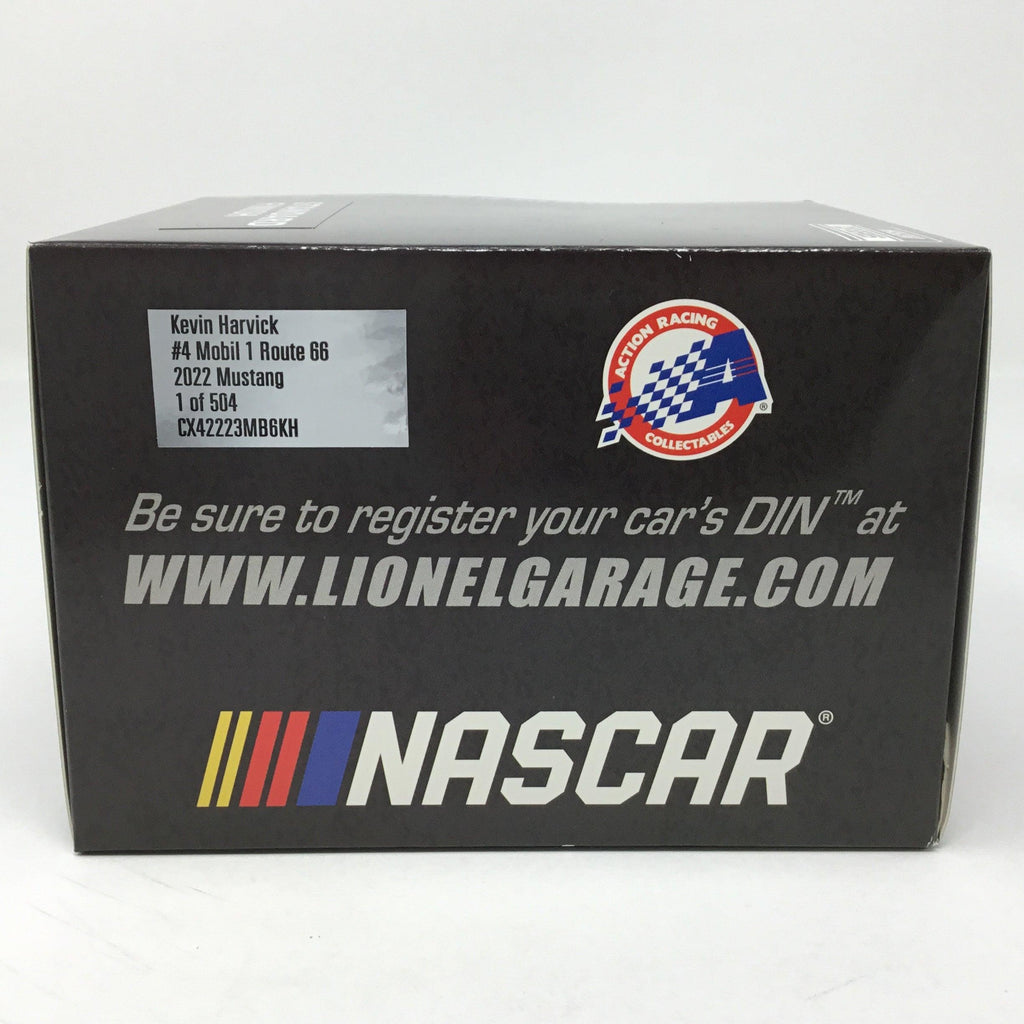 Kevin Harvick
#4 Mobil 1 Route 66
2022 Mustang
1 of 504
CX42223MB6KH
ACTION RACING
COLLECTABLES
®
Be sure to register your car's DIN™ at
WWW.LIONELGARAGE.COM
NASCAR®